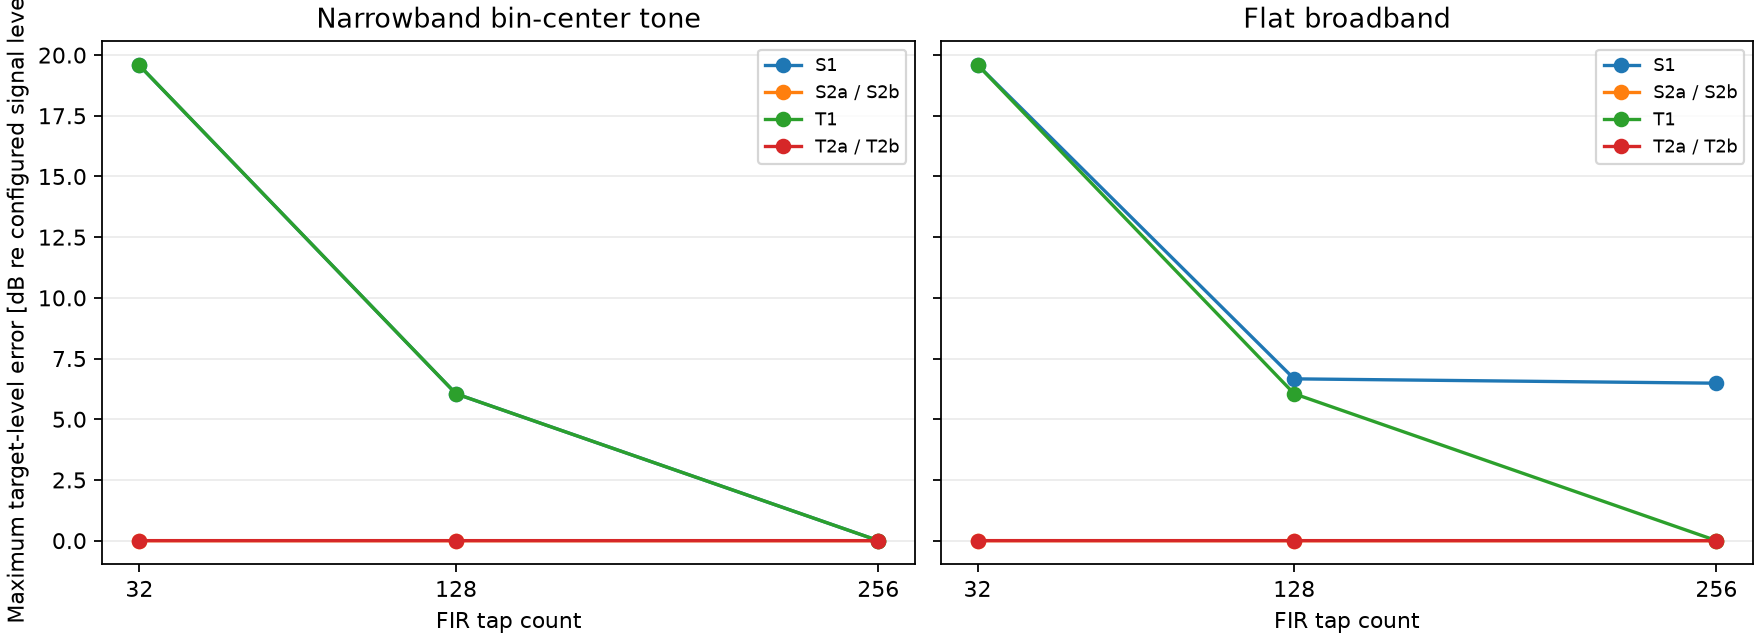 Narrowband bin-center tone
Maximum target-level error [dB re configured signal leve
20.0
17.5
15.0
12.5
10.0
7.5
5.0
2.5
0.0
S1
S2a / S2b
T1
T2a / T2b
32
128
256
FIR tap count
Flat broadband
S1
S2a / S2b
T1
T2a / T2b
32
128
256
FIR tap count